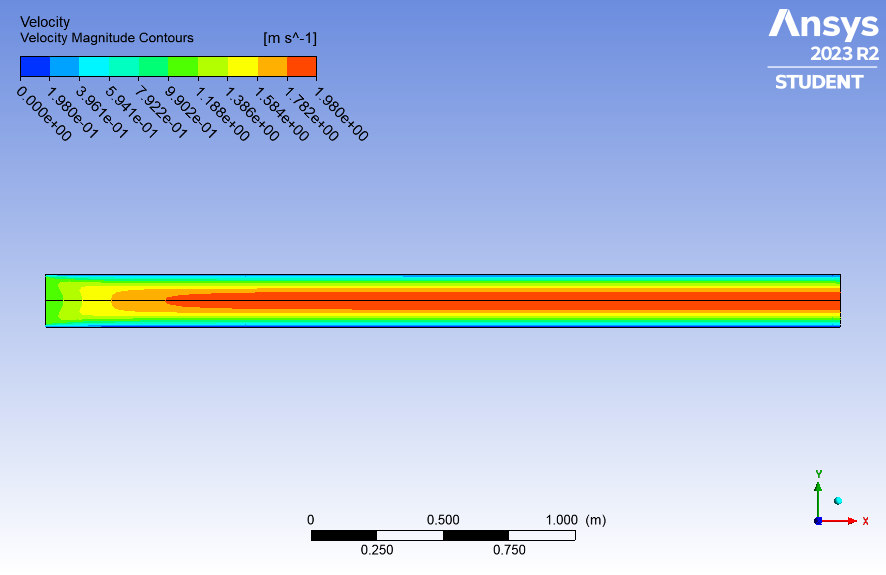 Velocity
Velocity Magnitude Contours [m s^-1]
0.000e+00
1.980e-01
3.961e-01
5.941e-01
7.922e-01
9.902e-01
1.188e+00
1.386e+00
1.584e+00
1.782e+00
1.980e+00
Ansys
2023 R2
STUDENT
Y
X
0 0.500 1.000 (m)
0.250 0.750